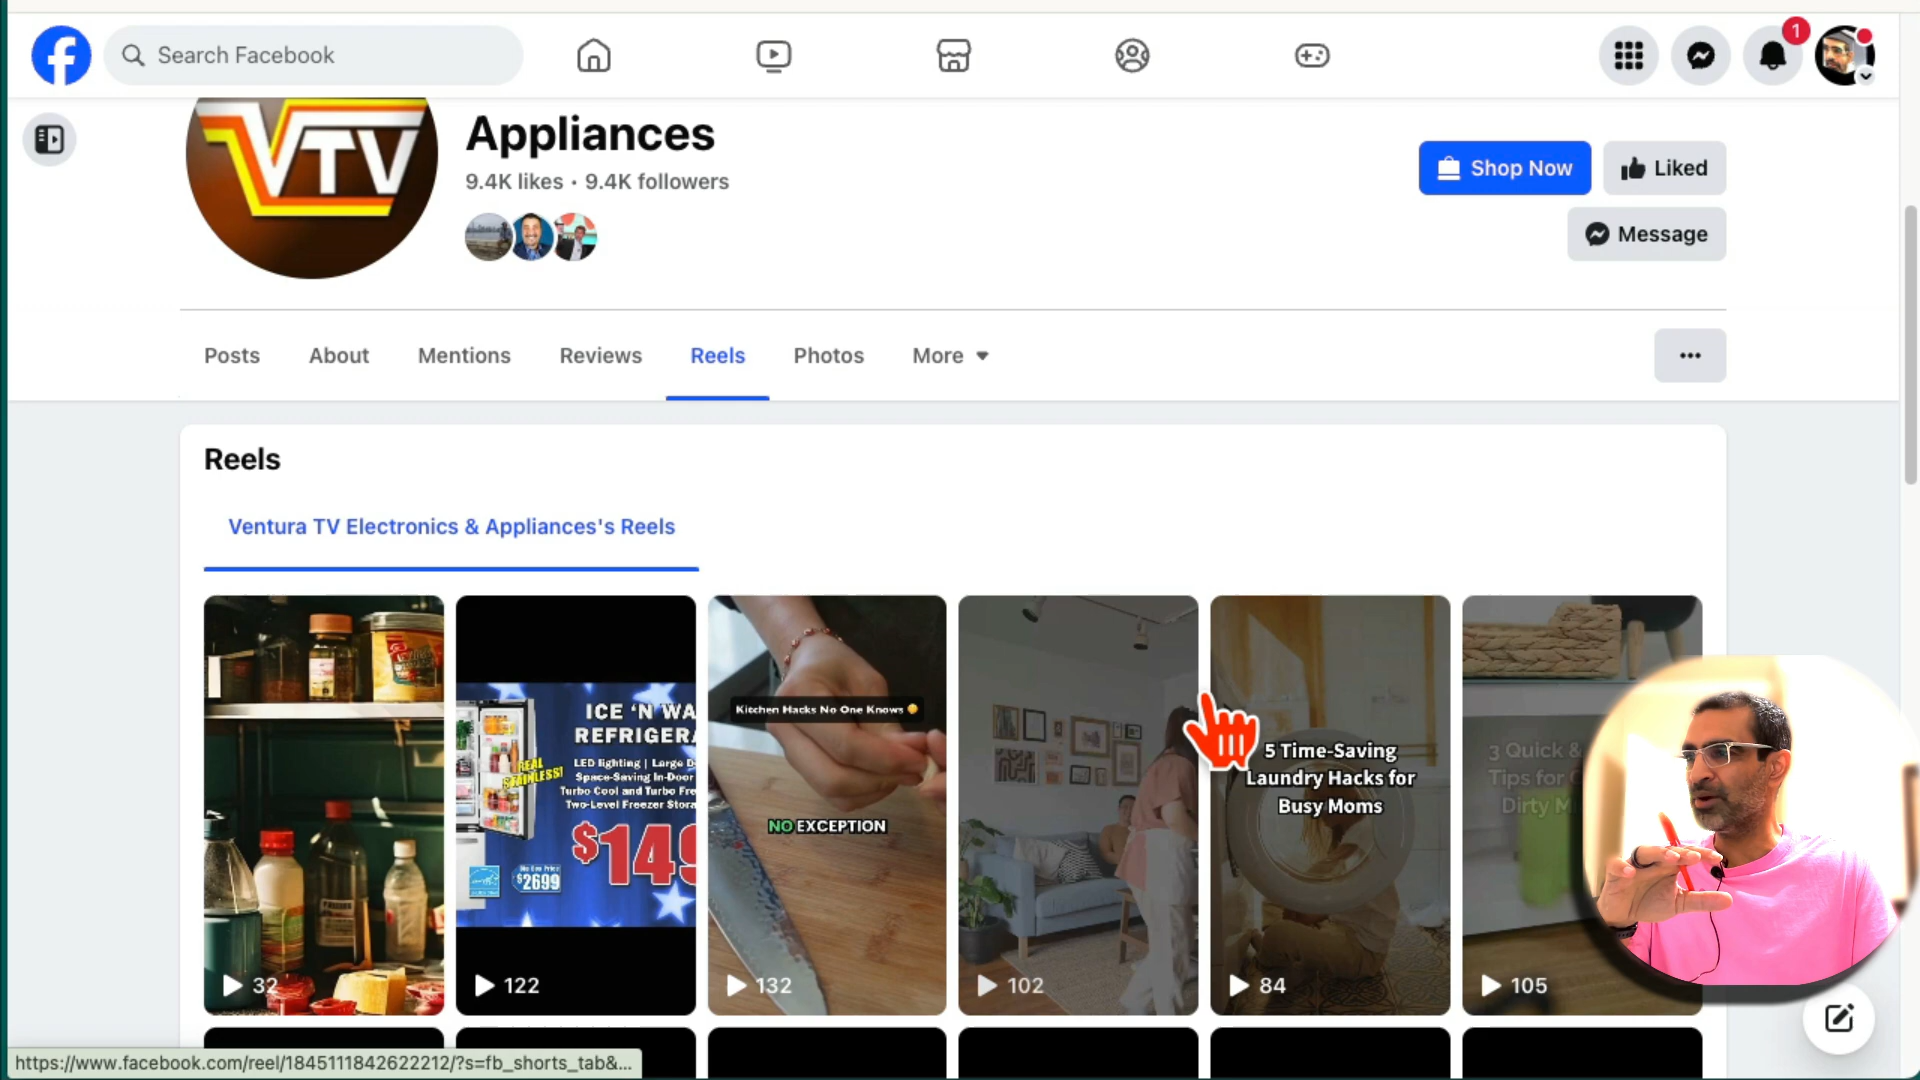 Search Facebook
1
VTV
Appliances
9.4K likes • 9.4K followers
Shop Now
Liked
Message
Posts
About
Mentions
Reviews
Reels
Photos
More
Reels
Ventura TV Electronics & Appliances's Reels
32
ICE 'N WA
REFRIGERA
LED lighting | Large D
Space-Saving In-Door
Turbo Cool and Turbo Fre
Two-Level Freezer Stora
REAL
STAINLESS!
$149
$2699
122
Kitchen Hacks No One Knows
NO EXCEPTION
132
102
5 Time-Saving
Laundry Hacks for
Busy Moms
84
3 Quick &
Tips for
Dirty M
105
https://www.facebook.com/reel/1845111842622212/?s=fb_shorts_tab&...